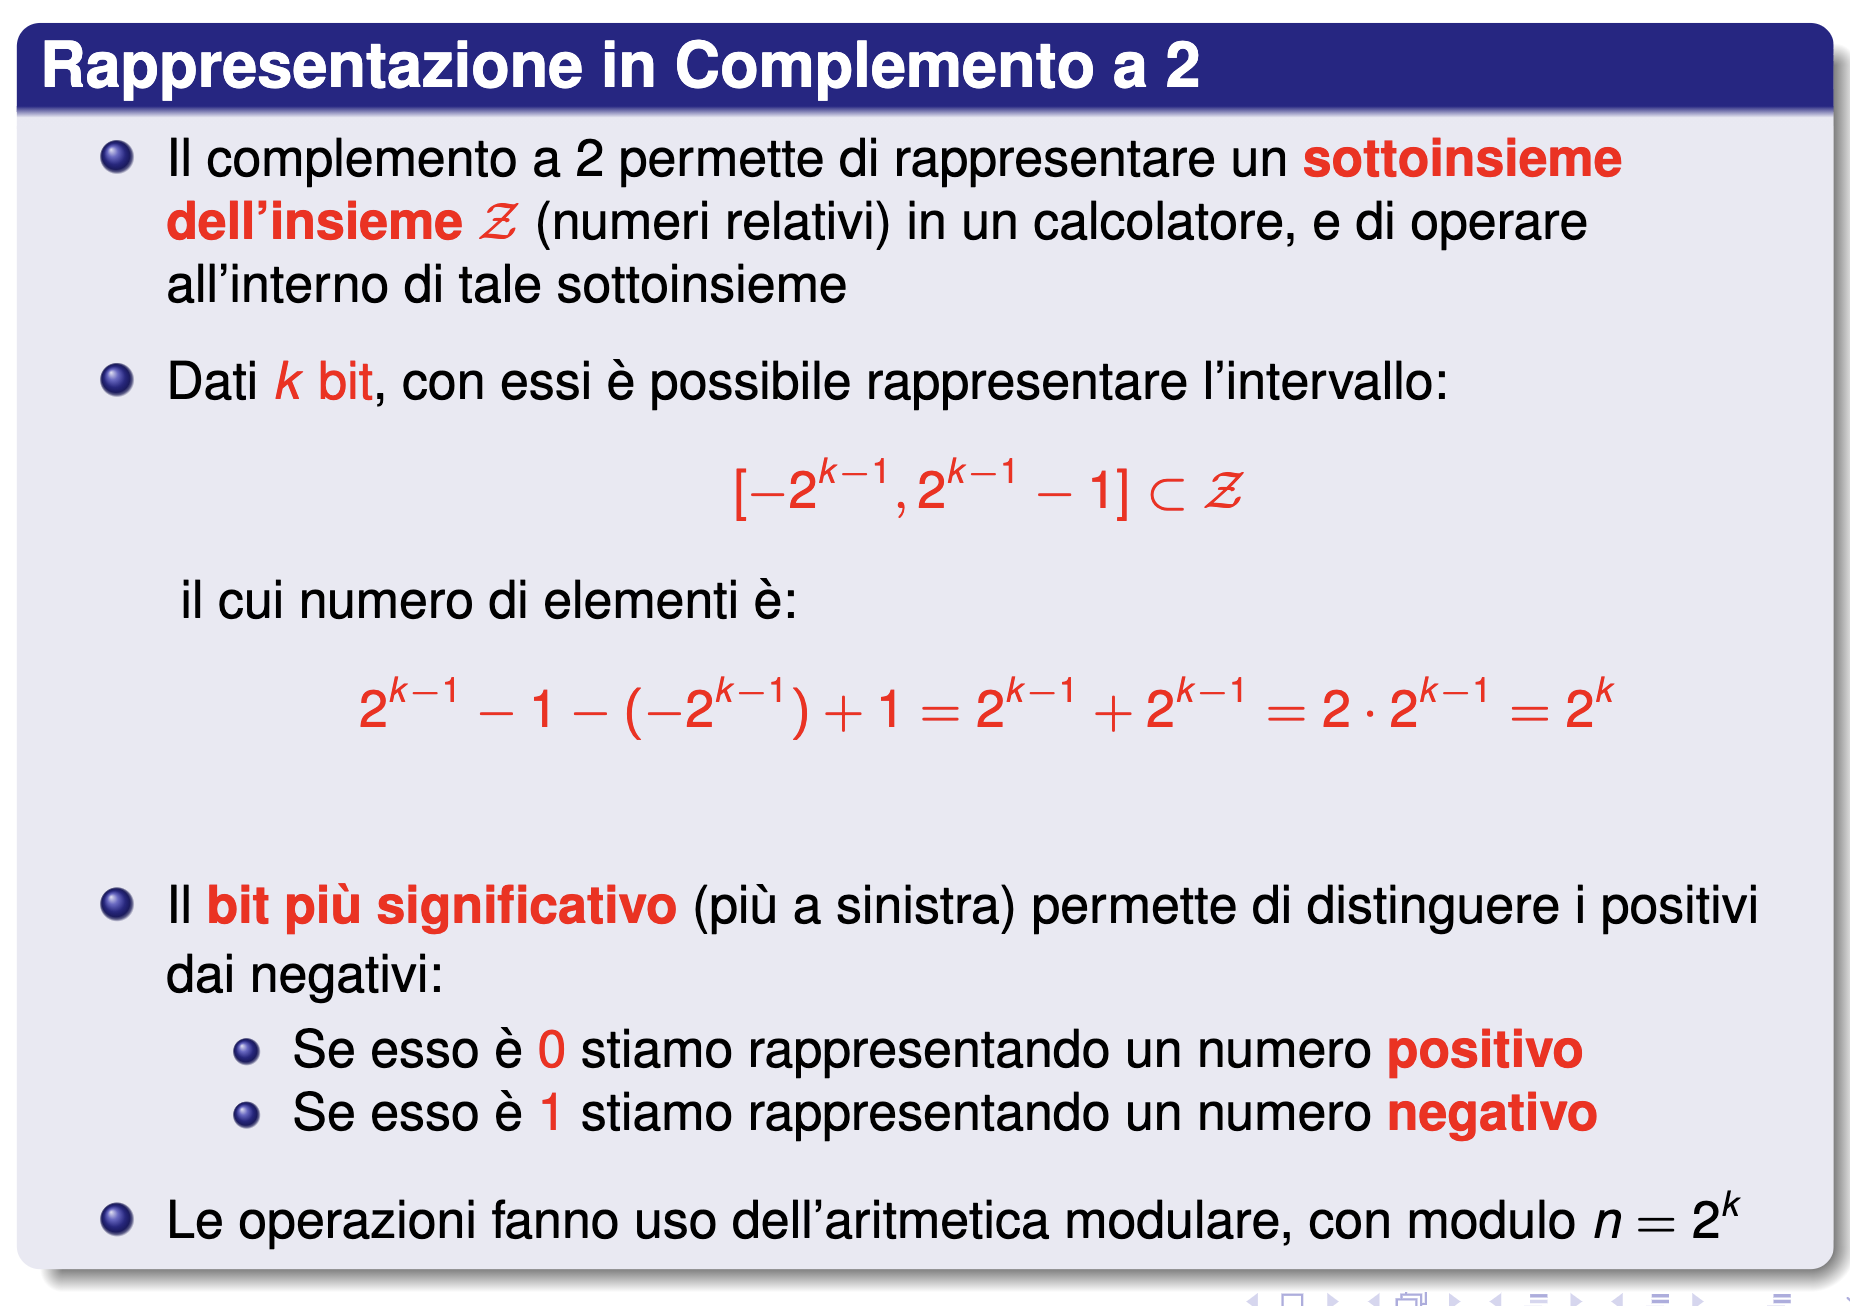 Rappresentazione in Complemento a 2
Il complemento a 2 permette di rappresentare un sottoinsieme
dell'insieme 𝒵 (numeri relativi) in un calcolatore, e di operare
all'interno di tale sottoinsieme
Dati k bit, con essi è possibile rappresentare l'intervallo:
[−2^{k−1}, 2^{k−1} − 1] ⊂ 𝒵
il cui numero di elementi è:
2^{k−1} − 1 − (−2^{k−1}) + 1 = 2^{k−1} + 2^{k−1} = 2 · 2^{k−1} = 2^k
Il bit più significativo (più a sinistra) permette di distinguere i positivi
dai negativi:
Se esso è 0 stiamo rappresentando un numero positivo
Se esso è 1 stiamo rappresentando un numero negativo
Le operazioni fanno uso dell'aritmetica modulare, con modulo n = 2^k